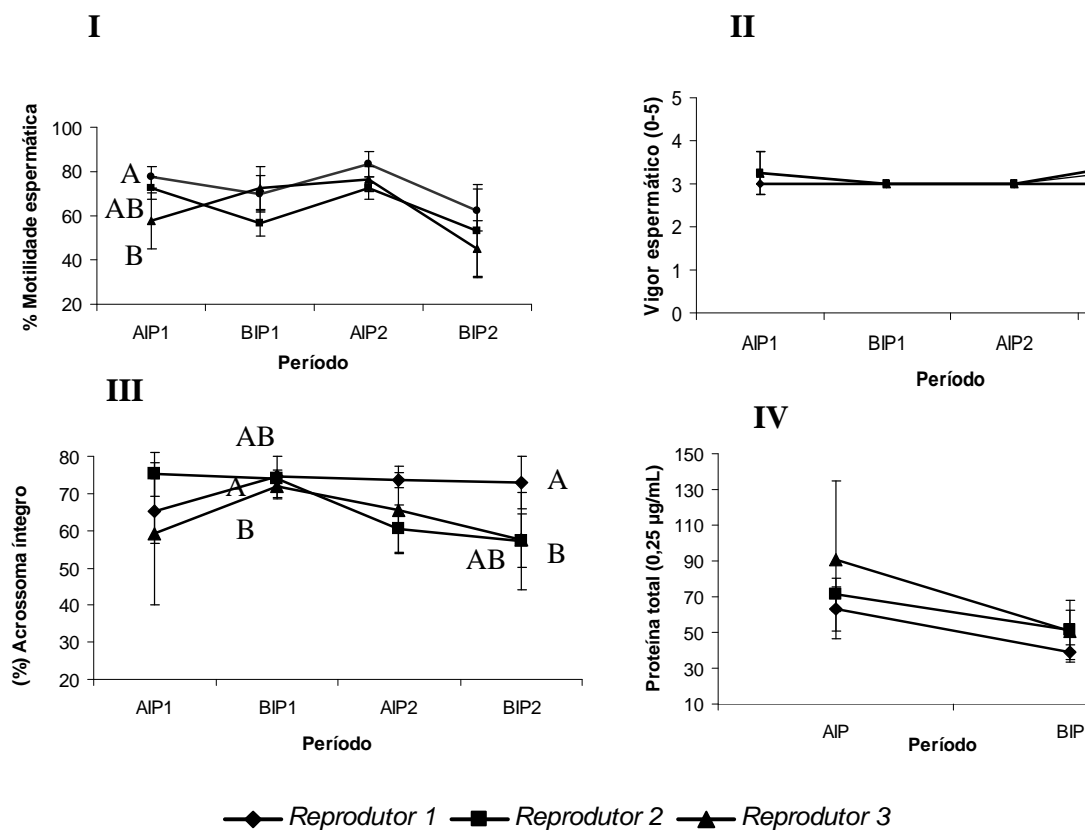 I
% Motilidade espermática
100
80
60
40
20
A
AB
B
AIP1 BIP1 AIP2 BIP2
Período
II
Vigor espermático (0-5)
5
4
3
2
1
0
AIP1 BIP1 AIP2
Período
III
(%) Acrossoma íntegro
80
70
60
50
40
30
20
AB
A
B
A
AB
B
AIP1 BIP1 AIP2 BIP2
Período
IV
Proteína total (0,25 µg/mL)
150
130
110
90
70
50
30
10
AIP BIP
Período
Reprodutor 1 Reprodutor 2 Reprodutor 3